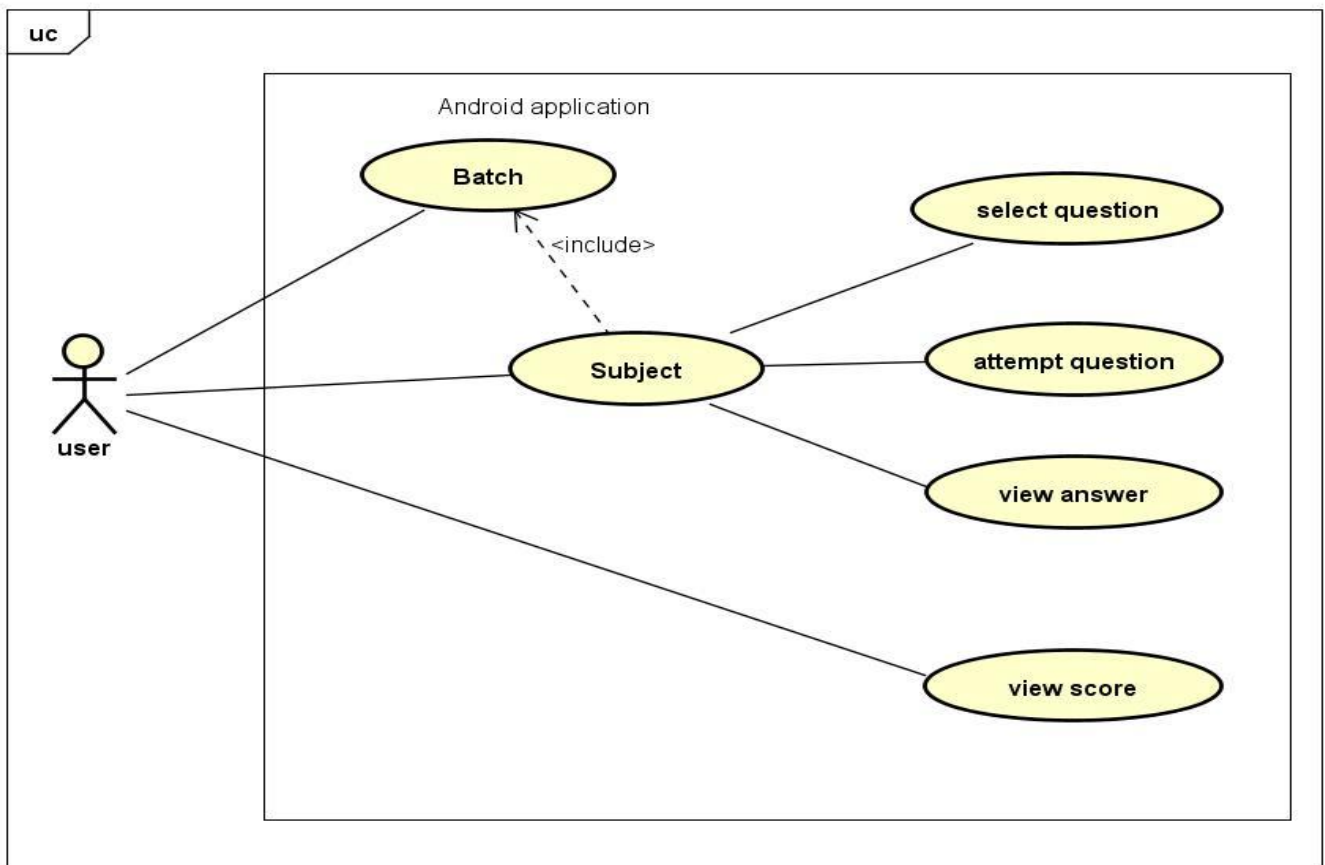 uc
Android application
Batch
select question
<include>
Subject
attempt question
user
view answer
view score